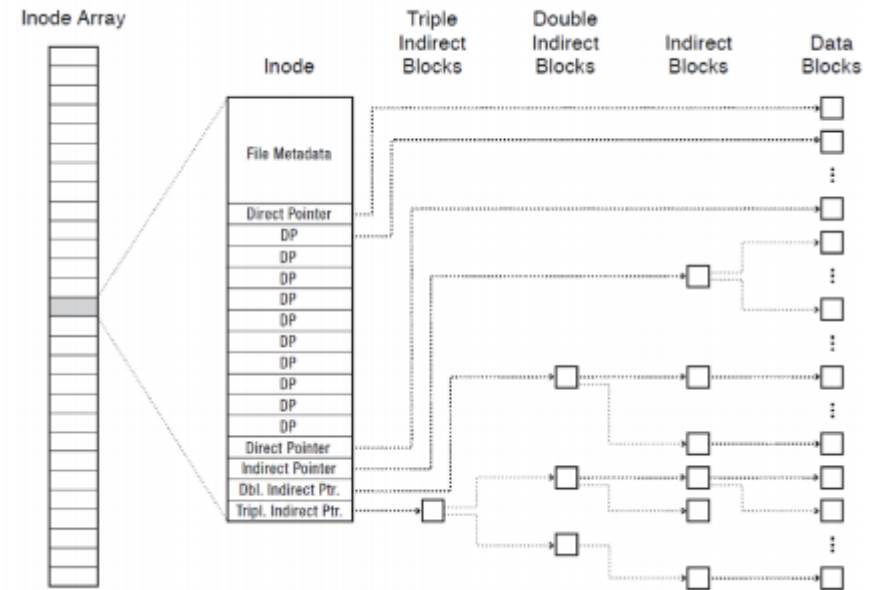 Inode Array
Triple
Indirect
Blocks
Double
Indirect
Blocks
Indirect
Blocks
Data
Blocks
Inode
File Metadata
Direct Pointer
DP
DP
DP
DP
DP
DP
DP
DP
DP
DP
Direct Pointer
Indirect Pointer
Dbl. Indirect Ptr.
Tripl. Indirect Ptr.